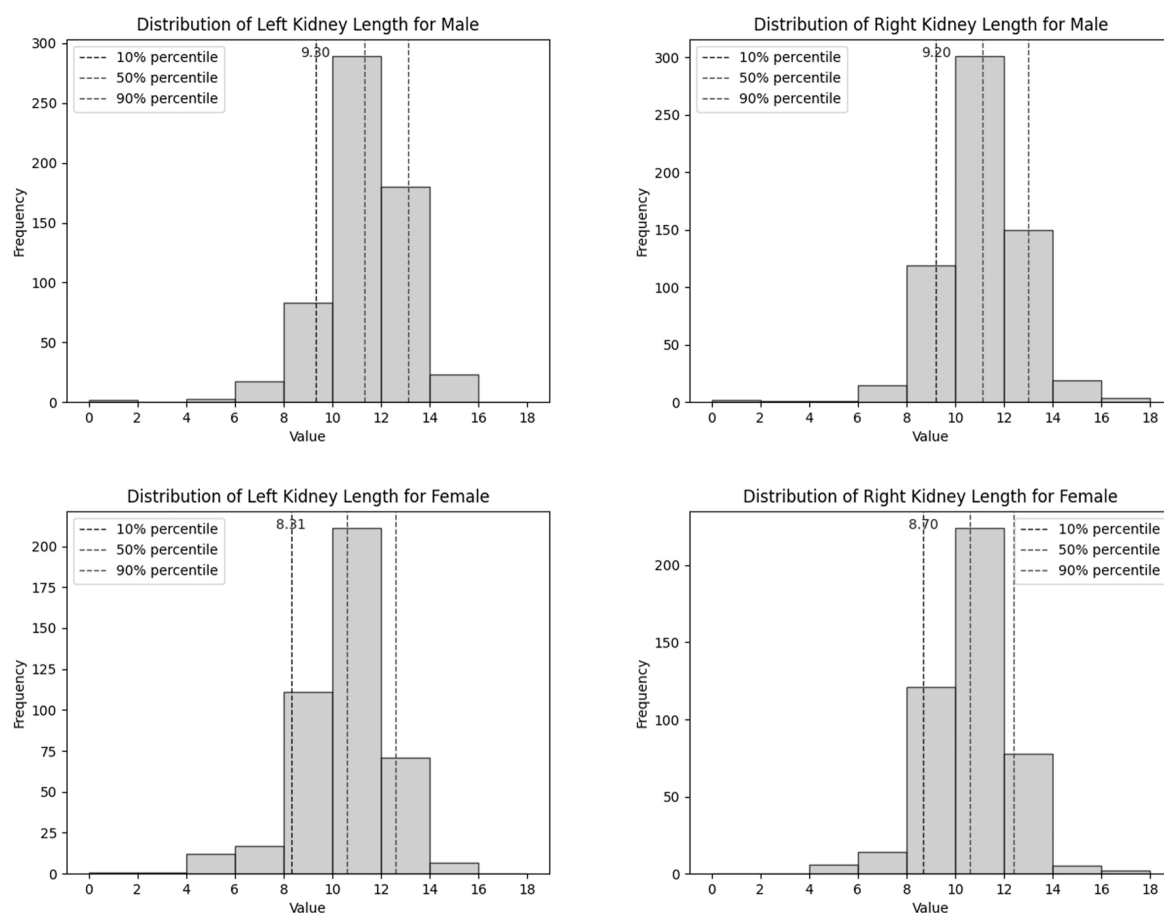 Distribution of Left Kidney Length for Male
9.30
10% percentile
50% percentile
90% percentile
300
250
200
150
100
50
0
Frequency
0 2 4 6 8 10 12 14 16 18
Value
Distribution of Right Kidney Length for Male
9.20
10% percentile
50% percentile
90% percentile
300
250
200
150
100
50
0
Frequency
0 2 4 6 8 10 12 14 16 18
Value
Distribution of Left Kidney Length for Female
8.31
10% percentile
50% percentile
90% percentile
200
175
150
125
100
75
50
25
0
Frequency
0 2 4 6 8 10 12 14 16 18
Value
Distribution of Right Kidney Length for Female
8.70
10% percentile
50% percentile
90% percentile
200
150
100
50
0
Frequency
0 2 4 6 8 10 12 14 16 18
Value